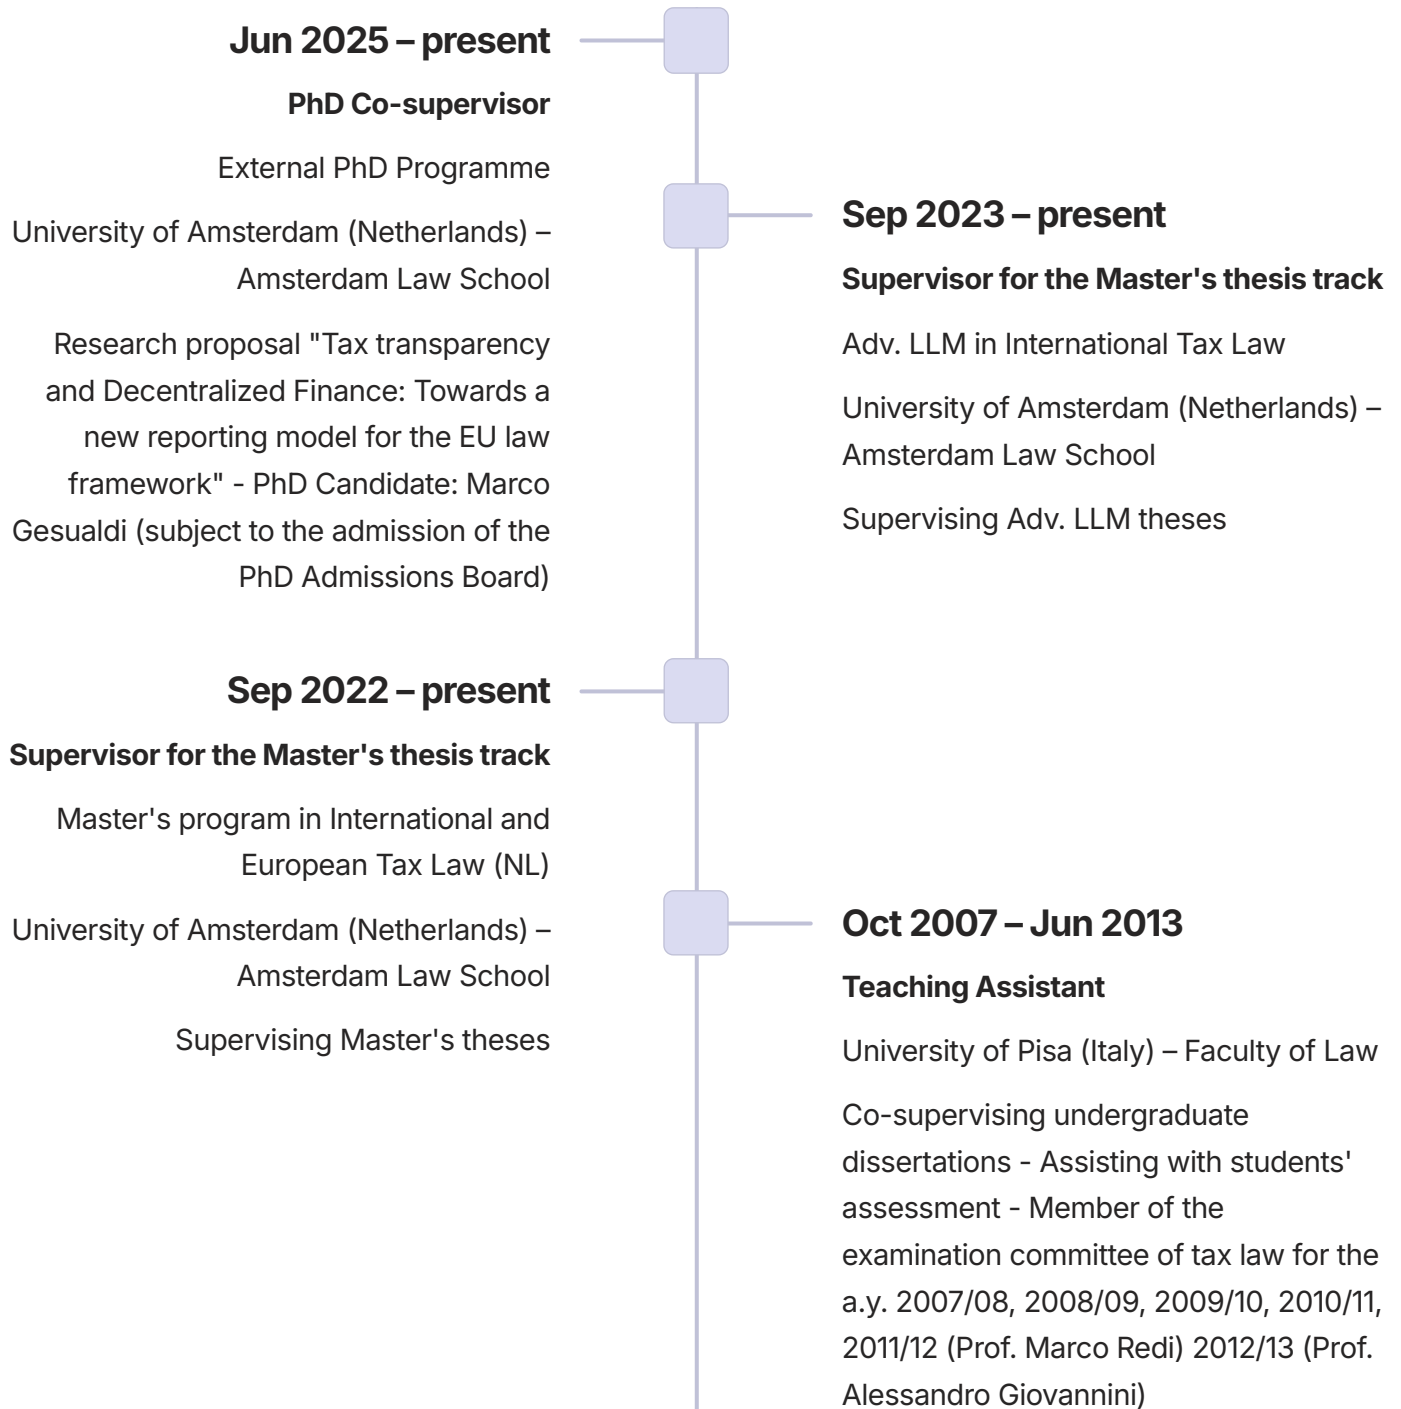 Jun 2025 – present
PhD Co-supervisor
External PhD Programme
University of Amsterdam (Netherlands) –
Amsterdam Law School
Research proposal "Tax transparency
and Decentralized Finance: Towards a
new reporting model for the EU law
framework" - PhD Candidate: Marco
Gesualdi (subject to the admission of the
PhD Admissions Board)
Sep 2023 – present
Supervisor for the Master's thesis track
Adv. LLM in International Tax Law
University of Amsterdam (Netherlands) –
Amsterdam Law School
Supervising Adv. LLM theses
Sep 2022 – present
Supervisor for the Master's thesis track
Master's program in International and
European Tax Law (NL)
University of Amsterdam (Netherlands) –
Amsterdam Law School
Supervising Master's theses
Oct 2007 – Jun 2013
Teaching Assistant
University of Pisa (Italy) – Faculty of Law
Co-supervising undergraduate
dissertations - Assisting with students'
assessment - Member of the
examination committee of tax law for the
a.y. 2007/08, 2008/09, 2009/10, 2010/11,
2011/12 (Prof. Marco Redi) 2012/13 (Prof.
Alessandro Giovannini)